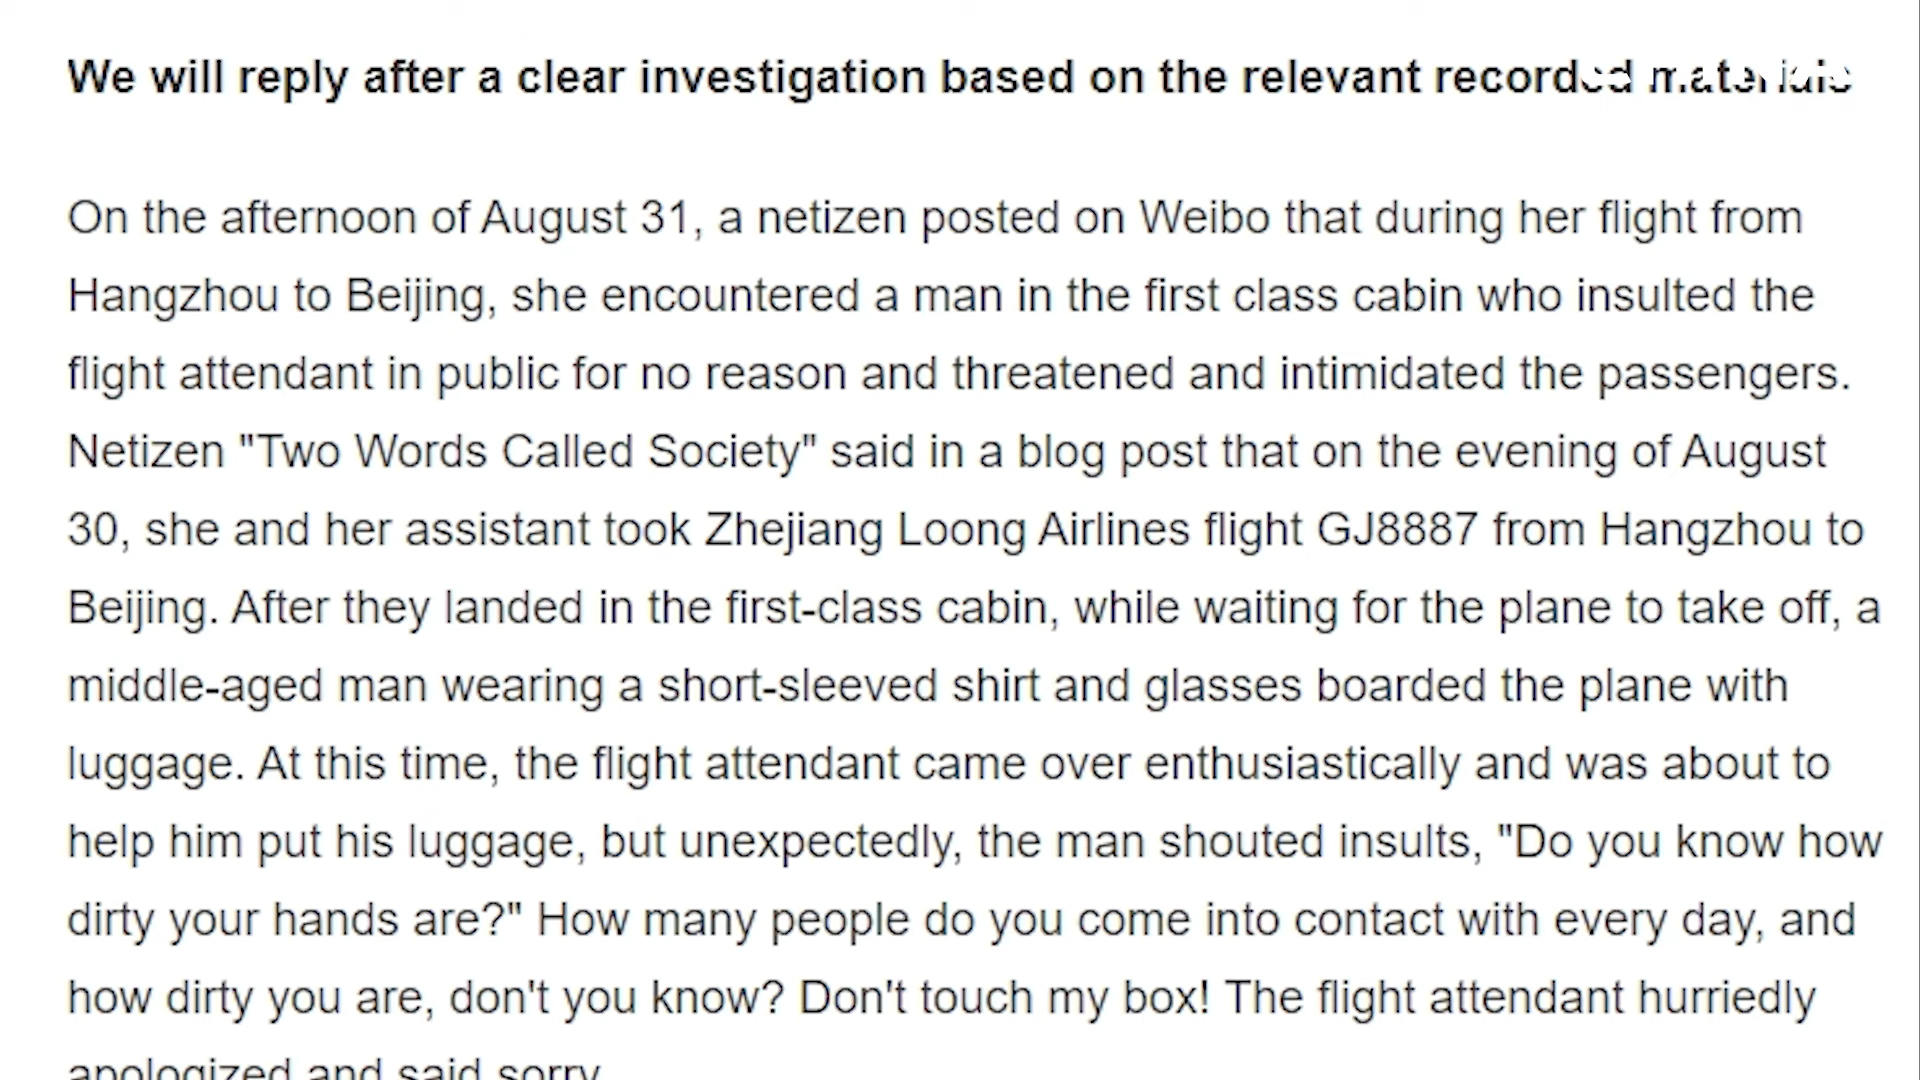 We will reply after a clear investigation based on the relevant recorded materials
On the afternoon of August 31, a netizen posted on Weibo that during her flight from
Hangzhou to Beijing, she encountered a man in the first class cabin who insulted the
flight attendant in public for no reason and threatened and intimidated the passengers.
Netizen "Two Words Called Society" said in a blog post that on the evening of August
30, she and her assistant took Zhejiang Loong Airlines flight GJ8887 from Hangzhou to
Beijing. After they landed in the first-class cabin, while waiting for the plane to take off, a
middle-aged man wearing a short-sleeved shirt and glasses boarded the plane with
luggage. At this time, the flight attendant came over enthusiastically and was about to
help him put his luggage, but unexpectedly, the man shouted insults, "Do you know how
dirty your hands are?" How many people do you come into contact with every day, and
how dirty you are, don't you know? Don't touch my box! The flight attendant hurriedly
apologized and said sorry